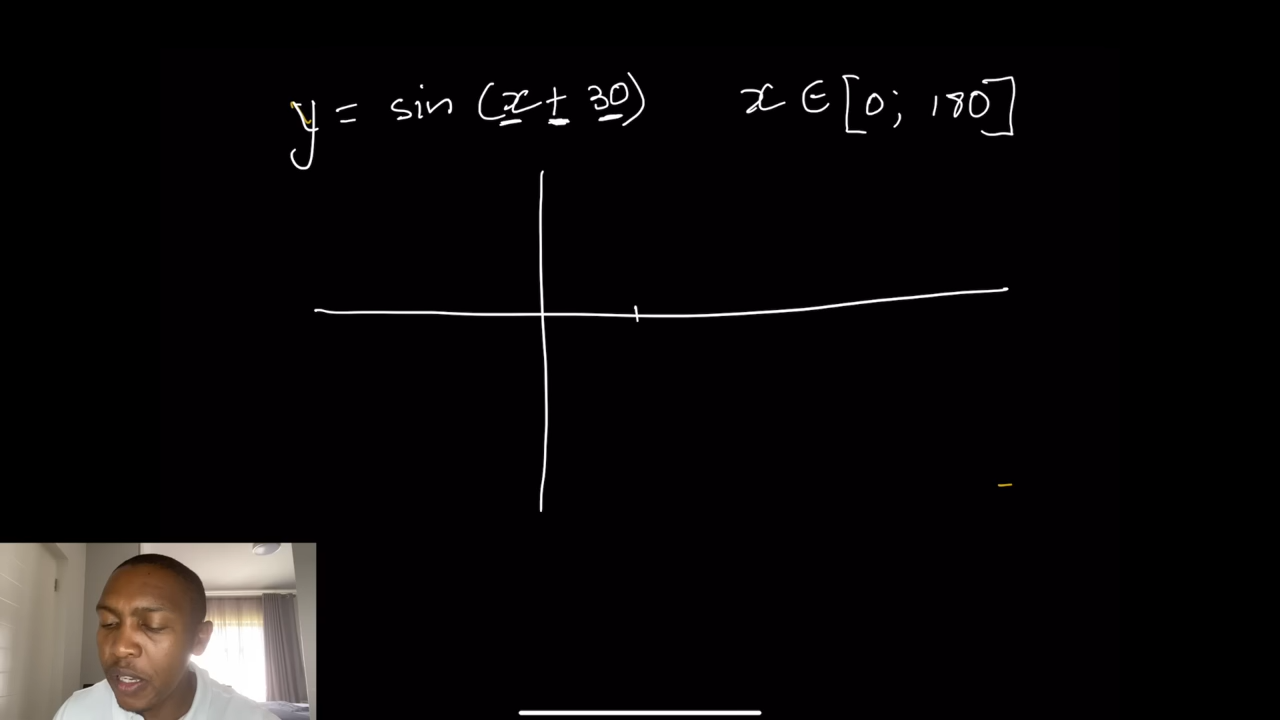 y = sin (x + 30) x ∈ [0; 180]